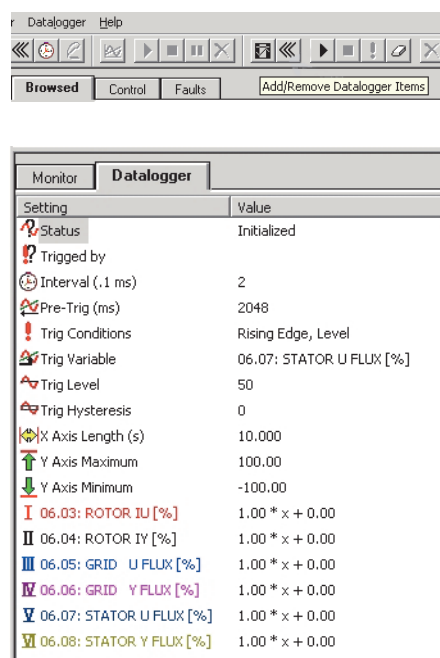 r Datalogger Help
Browsed Control Faults Add/Remove Datalogger Items
Monitor Datalogger
Setting Value
Status Initialized
Trigged by
Interval (.1 ms) 2
Pre-Trig (ms) 2048
Trig Conditions Rising Edge, Level
Trig Variable 06.07: STATOR U FLUX [%]
Trig Level 50
Trig Hysteresis 0
X Axis Length (s) 10.000
Y Axis Maximum 100.00
Y Axis Minimum -100.00
I 06.03: ROTOR IU [%] 1.00 * x + 0.00
II 06.04: ROTOR IY [%] 1.00 * x + 0.00
III 06.05: GRID U FLUX [%] 1.00 * x + 0.00
IV 06.06: GRID Y FLUX [%] 1.00 * x + 0.00
V 06.07: STATOR U FLUX [%] 1.00 * x + 0.00
VI 06.08: STATOR Y FLUX [%] 1.00 * x + 0.00